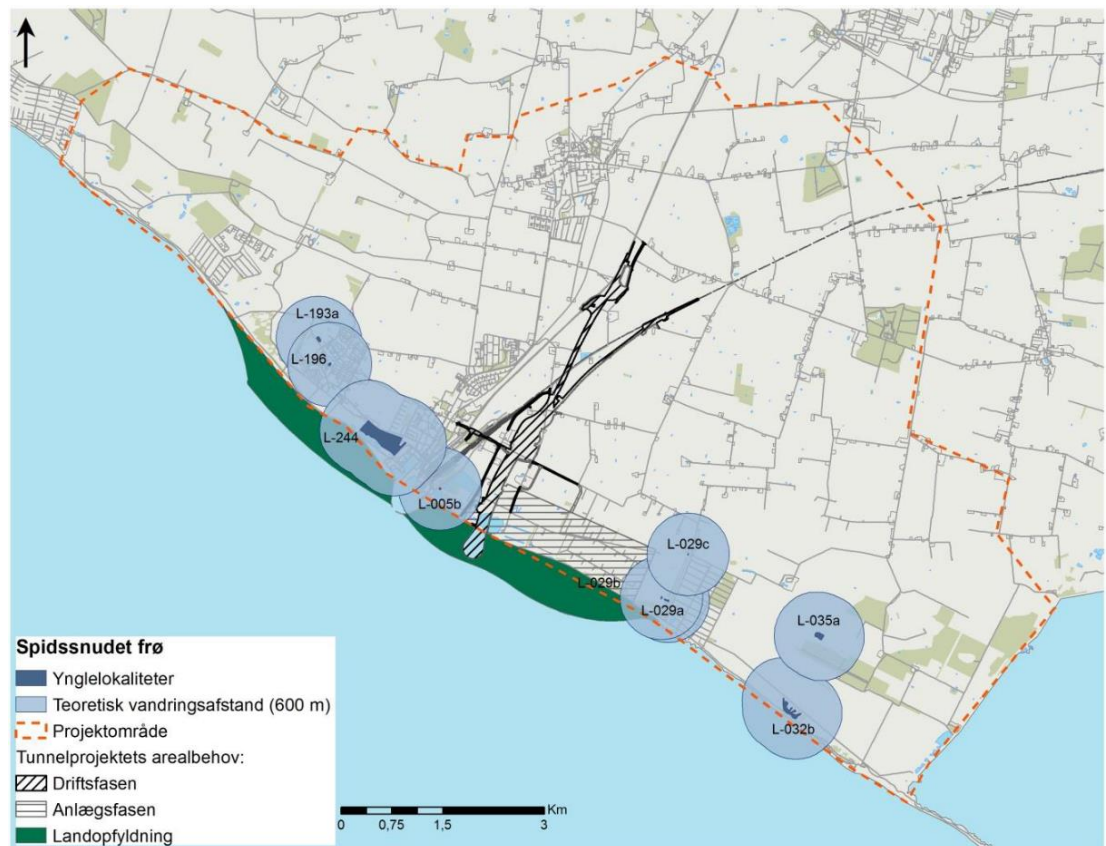 L-193a
L-196
L-244
L-005b
L-029c
L-029b
L-029a
L-035a
L-032b
Spidssnudet frø
Ynglelokaliteter
Teoretisk vandringsafstand (600 m)
Projektområde
Tunnelprojektets arealbehov:
Driftsfasen
Anlægsfasen
Landopfyldning
Km
0 0,75 1,5 3